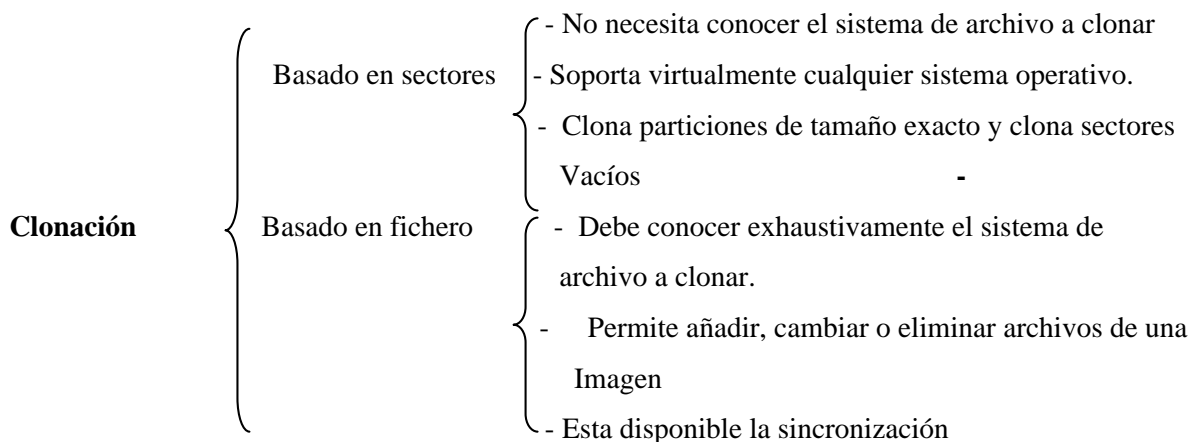 - No necesita conocer el sistema de archivo a clonar
Basado en sectores - Soporta virtualmente cualquier sistema operativo.
- Clona particiones de tamaño exacto y clona sectores
Vacíos -
Clonación Basado en fichero - Debe conocer exhaustivamente el sistema de
archivo a clonar.
- Permite añadir, cambiar o eliminar archivos de una
Imagen
- Esta disponible la sincronización